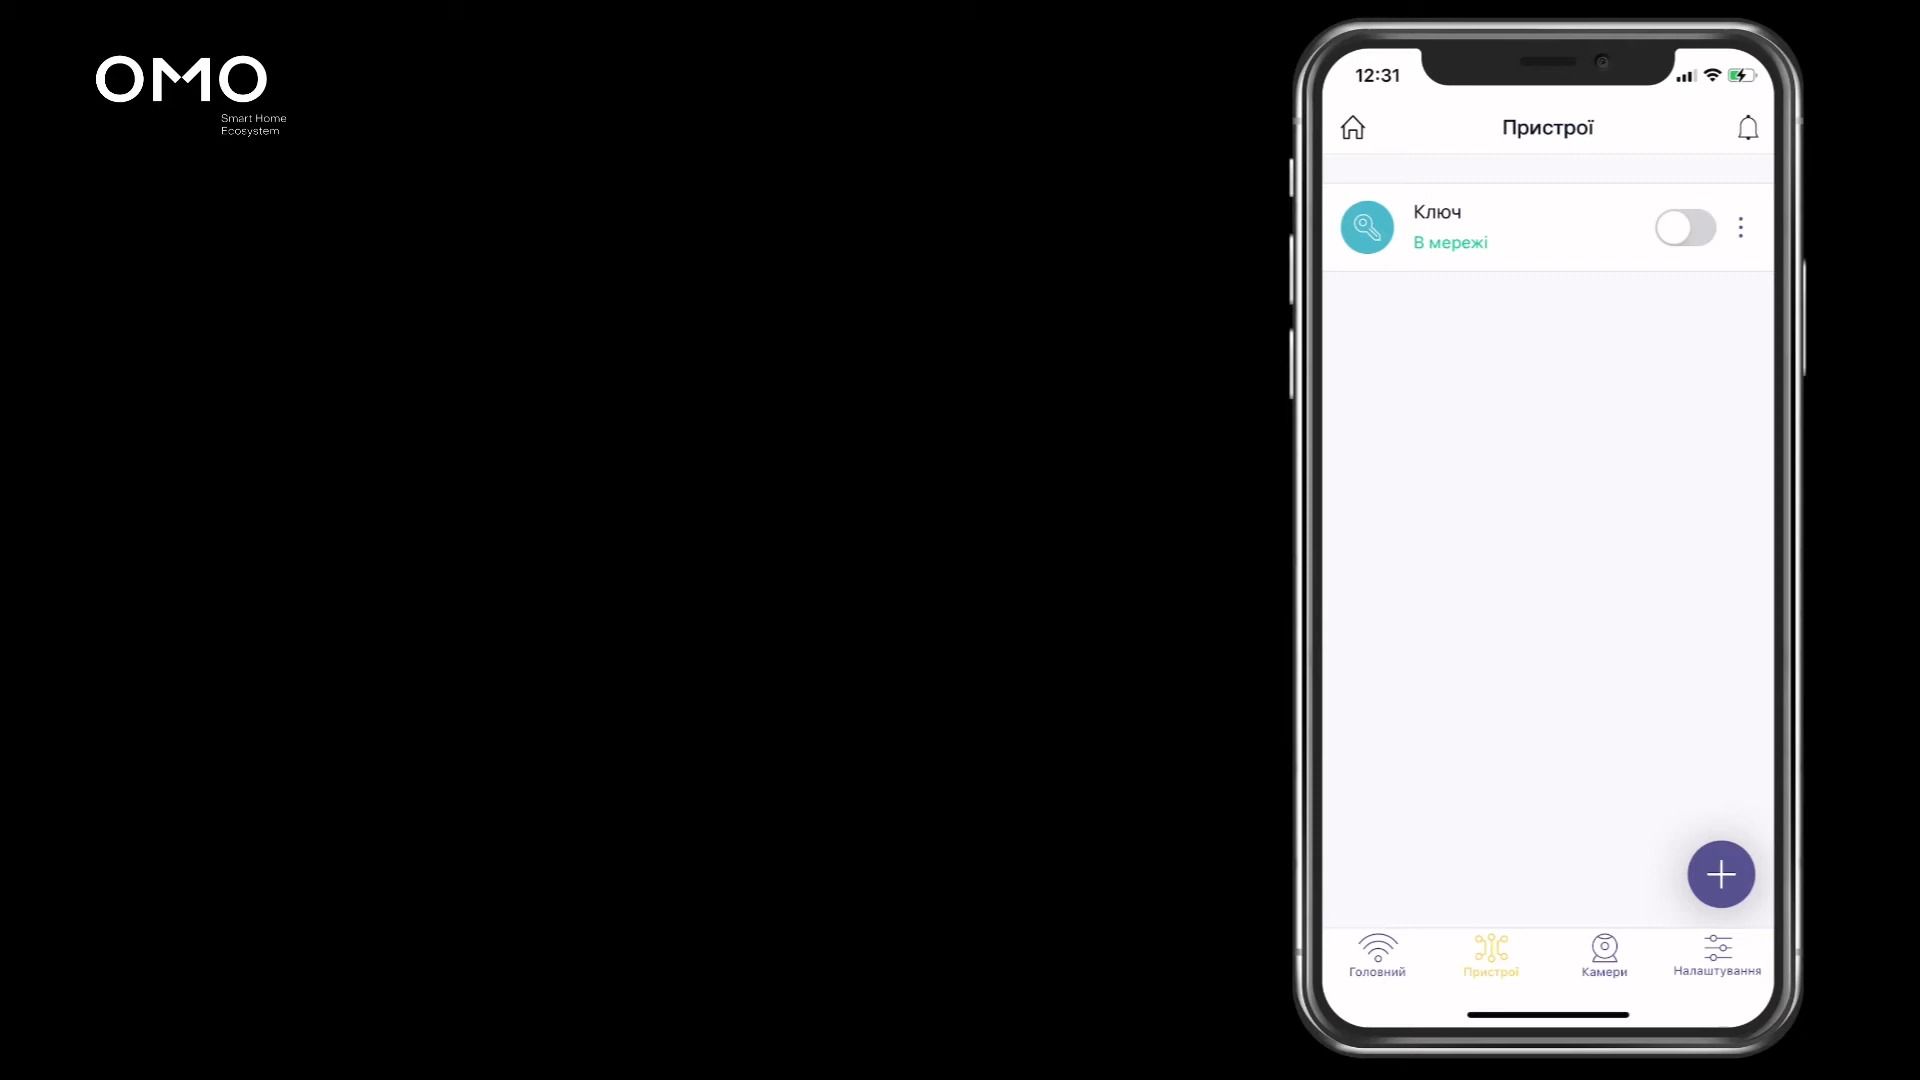 OMO
Smart Home
Ecosystem
12:31
Пристрої
Ключ
В мережі
Головний
Пристрої
Камери
Налаштування